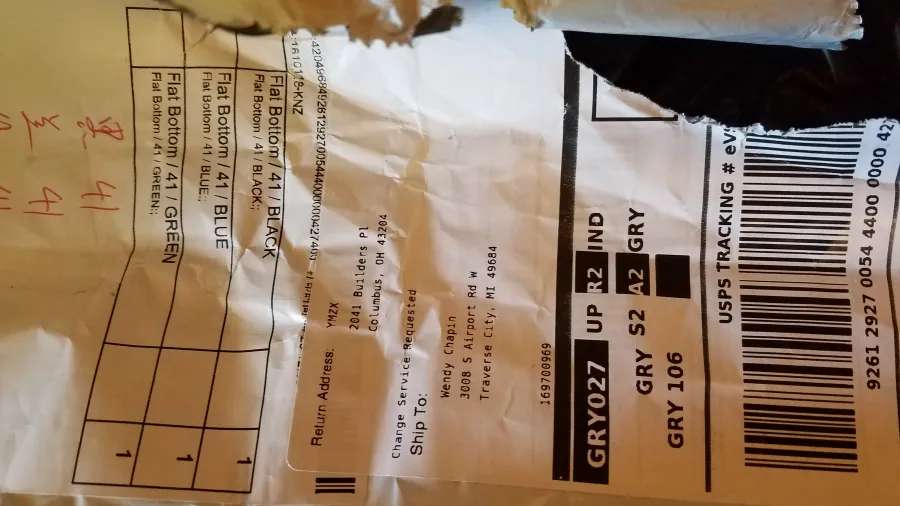 Flat Bottom / 41 / BLACK
Flat Bottom / 41 / BLACK;;
1
Flat Bottom / 41 / BLUE
Flat Bottom / 41 / BLUE;;
1
Flat Bottom / 41 / GREEN
Flat Bottom / 41 / GREEN;;
1
41
41
Return Address:
YMZX
2041 Builders Pl
Columbus, OH 43204
Change Service Requested
Ship To:
Wendy Chapin
3008 S Airport Rd W
Traverse City, MI 49684
169700969
GRY027 UP R2 IND
GRY S2 A2 GRY
GRY 106
USPS TRACKING #
9261 2927 0054 4400 0000 42